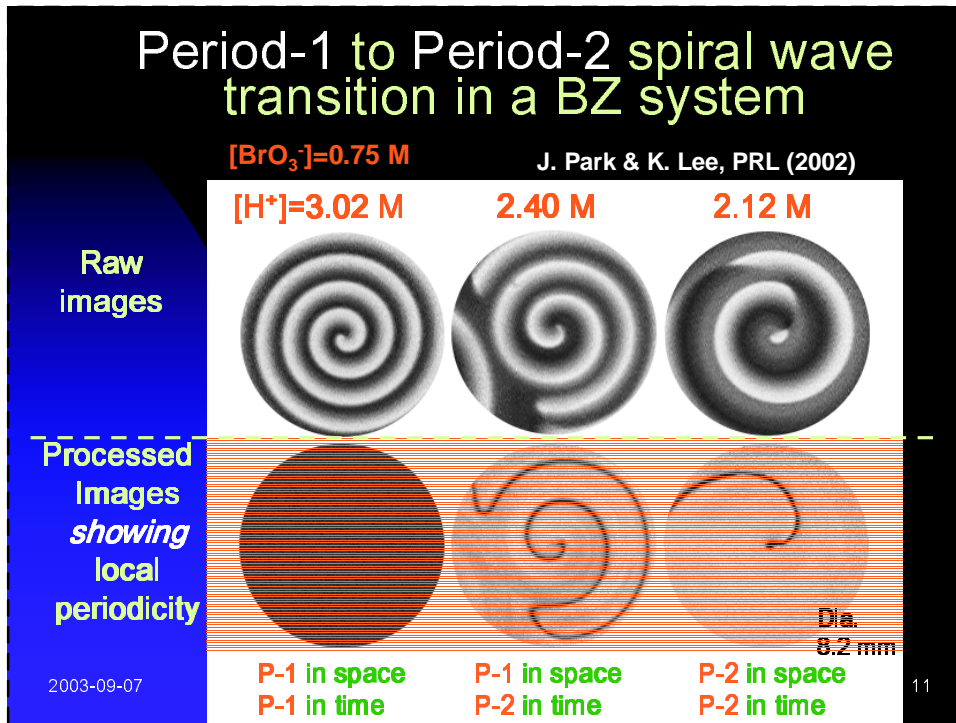 Period-1 to Period-2 spiral wave
transition in a BZ system
[BrO₃⁻]=0.75 M
J. Park & K. Lee, PRL (2002)
[H⁺]=3.02 M
2.40 M
2.12 M
Raw
images
Processed
Images
showing
local
periodicity
Dia.
8.2 mm
P-1 in space
P-1 in time
P-1 in space
P-2 in time
P-2 in space
P-2 in time
2003-09-07
11